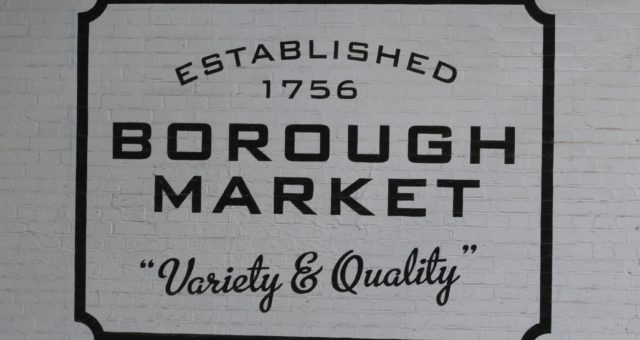 ESTABLISHED
1756
BOROUGH
MARKET
“Variety & Quality”